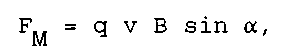 F_M = q v B sin α,